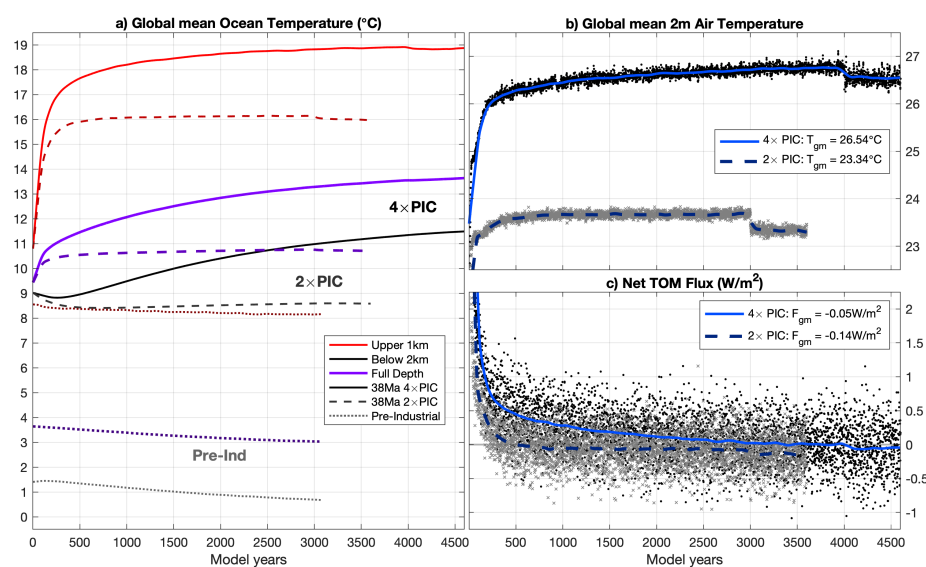 a) Global mean Ocean Temperature (°C)
19
18
17
16
15
14
13
12
11
10
9
8
7
6
5
4
3
2
1
0
4×PIC
2×PIC
Upper 1km
Below 2km
Full Depth
38Ma 4×PIC
38Ma 2×PIC
Pre-Industrial
Pre-Ind
0 500 1000 1500 2000 2500 3000 3500 4000 4500
Model years
b) Global mean 2m Air Temperature
27
26
25
24
23
4× PIC: Tgm = 26.54°C
2× PIC: Tgm = 23.34°C
c) Net TOM Flux (W/m²)
2
1.5
1
0.5
0
-0.5
-1
4× PIC: Fgm = -0.05W/m²
2× PIC: Fgm = -0.14W/m²
500 1000 1500 2000 2500 3000 3500 4000 4500
Model years